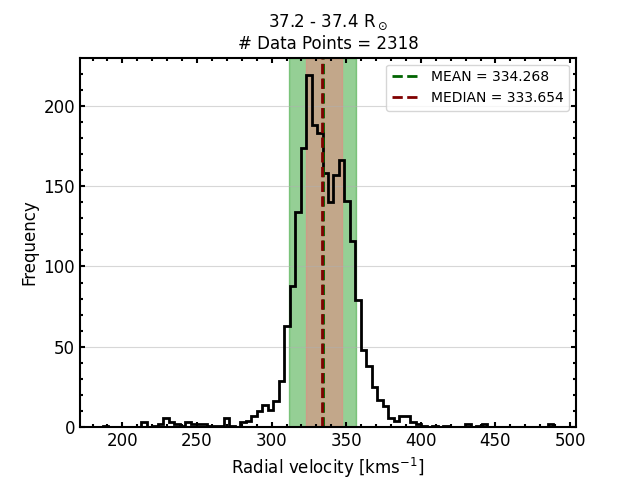 37.2 - 37.4 R⊙
# Data Points = 2318
MEAN = 334.268
MEDIAN = 333.654
Frequency
200
150
100
50
0
200 250 300 350 400 450 500
Radial velocity [kms⁻¹]